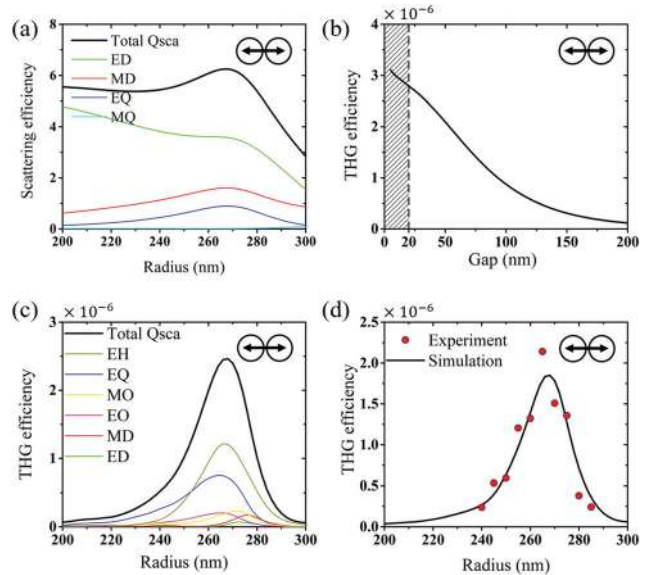 (a)
Total Qsca
ED
MD
EQ
MQ
Scattering efficiency
8
6
4
2
0
200 220 240 260 280 300
Radius (nm)
(b)
× 10⁻⁶
THG efficiency
4
3
2
1
0
0 20 50 100 150 200
Gap (nm)
(c)
× 10⁻⁶
Total Qsca
EH
EQ
MO
EO
MD
ED
THG efficiency
3
2
1
0
200 220 240 260 280 300
Radius (nm)
(d)
× 10⁻⁶
Experiment
Simulation
THG efficiency
2.5
2.0
1.5
1.0
0.5
0.0
200 220 240 260 280 300
Radius (nm)